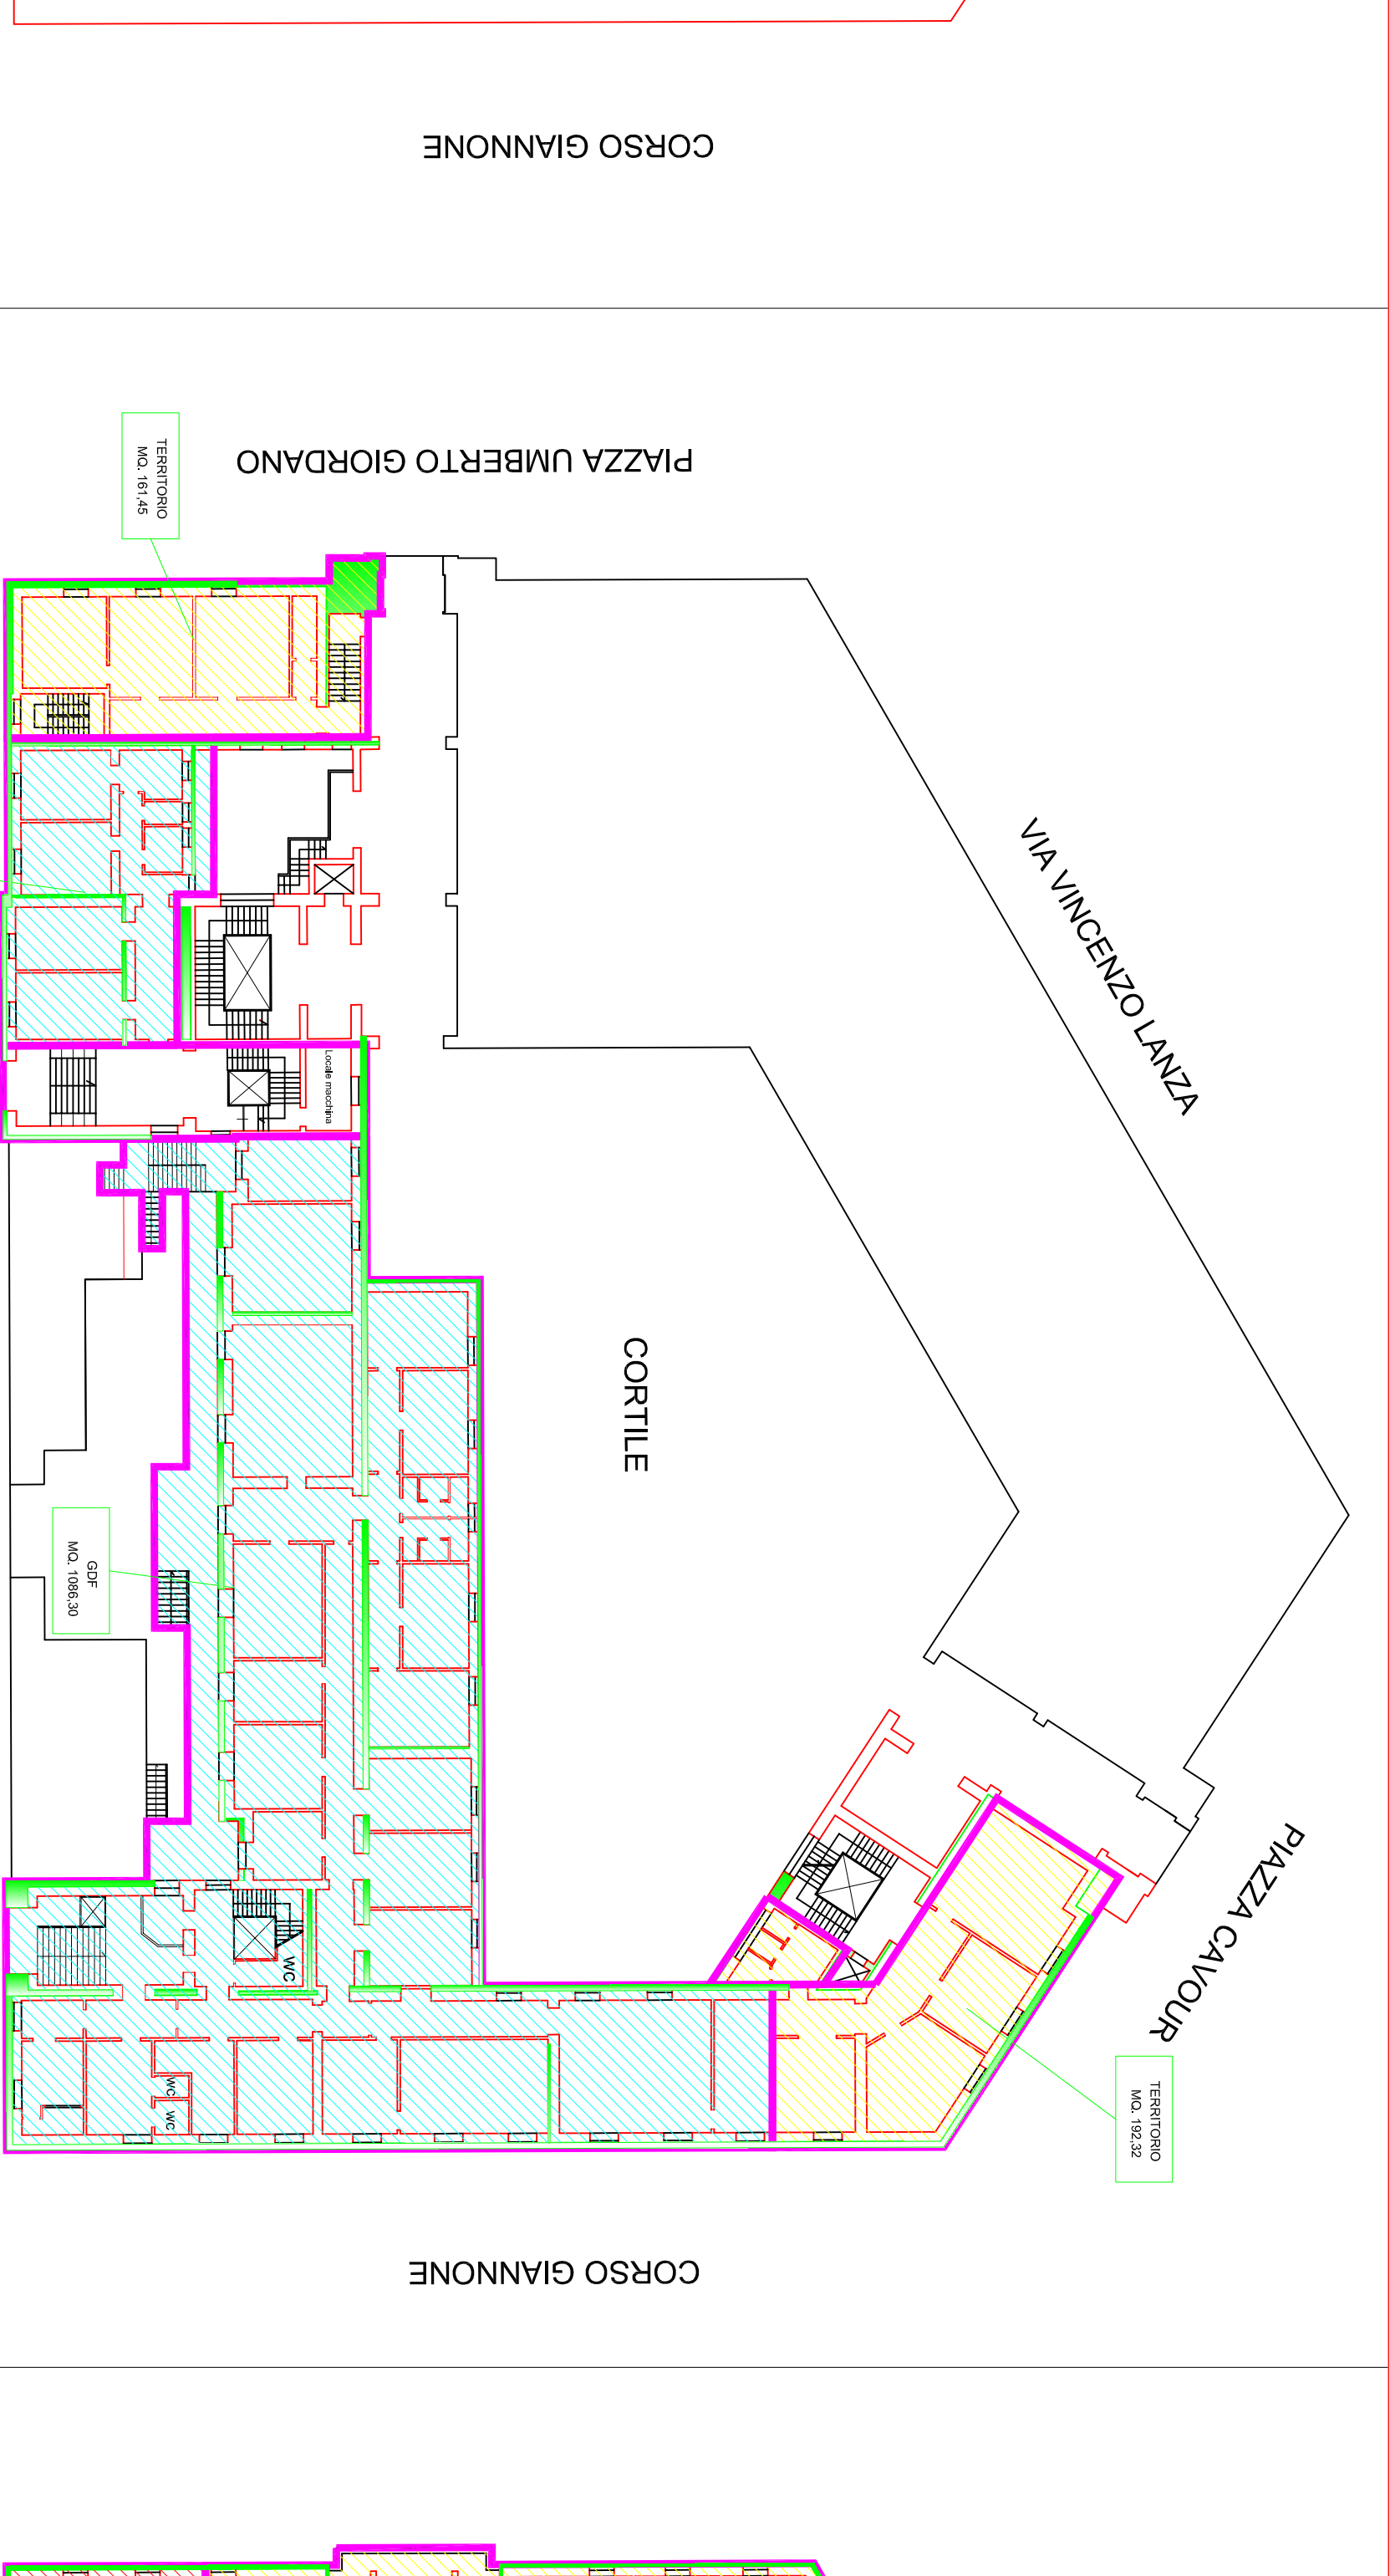 CORSO GIANNONE
PIAZZA UMBERTO GIORDANO
TERRITORIO
MQ. 161,45
VIA VINCENZO LANZA
Locale macchina
CORTILE
GDF
MQ. 1086,30
PIAZZA CAVOUR
WC
WC
WC
TERRITORIO
MQ. 192,32
CORSO GIANNONE